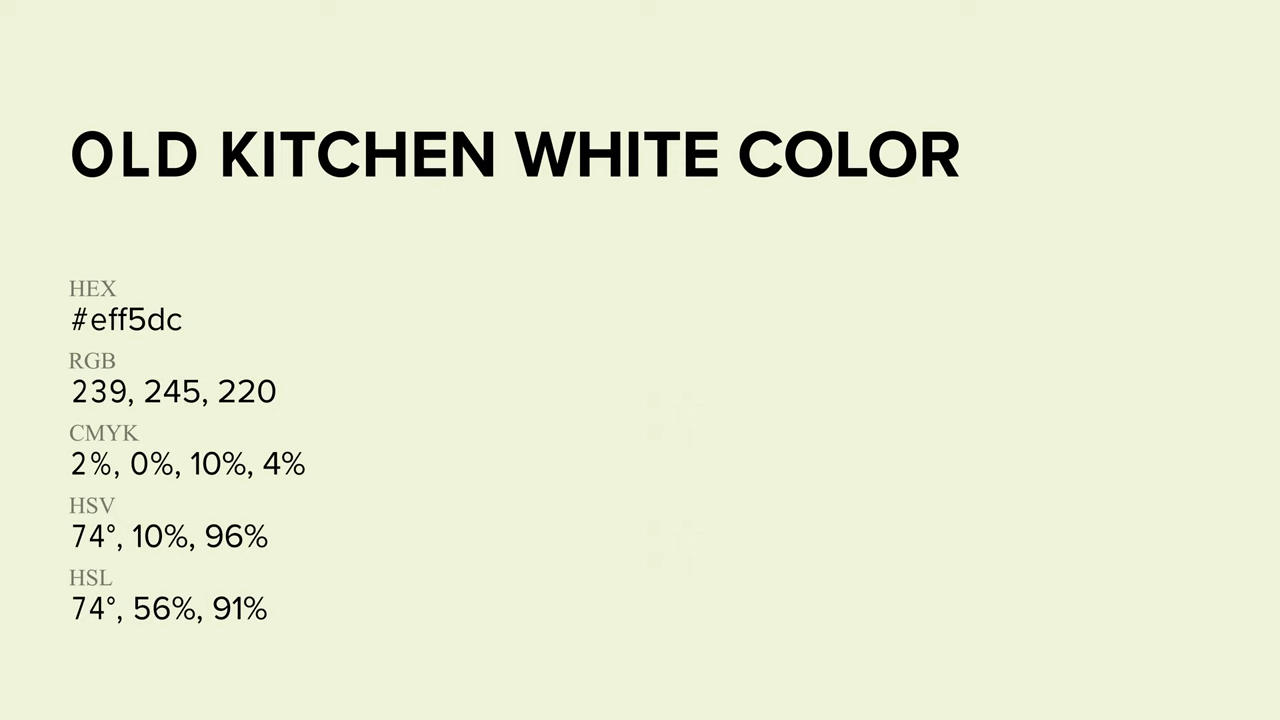 OLD KITCHEN WHITE COLOR
HEX
#eff5dc
RGB
239, 245, 220
CMYK
2%, 0%, 10%, 4%
HSV
74°, 10%, 96%
HSL
74°, 56%, 91%